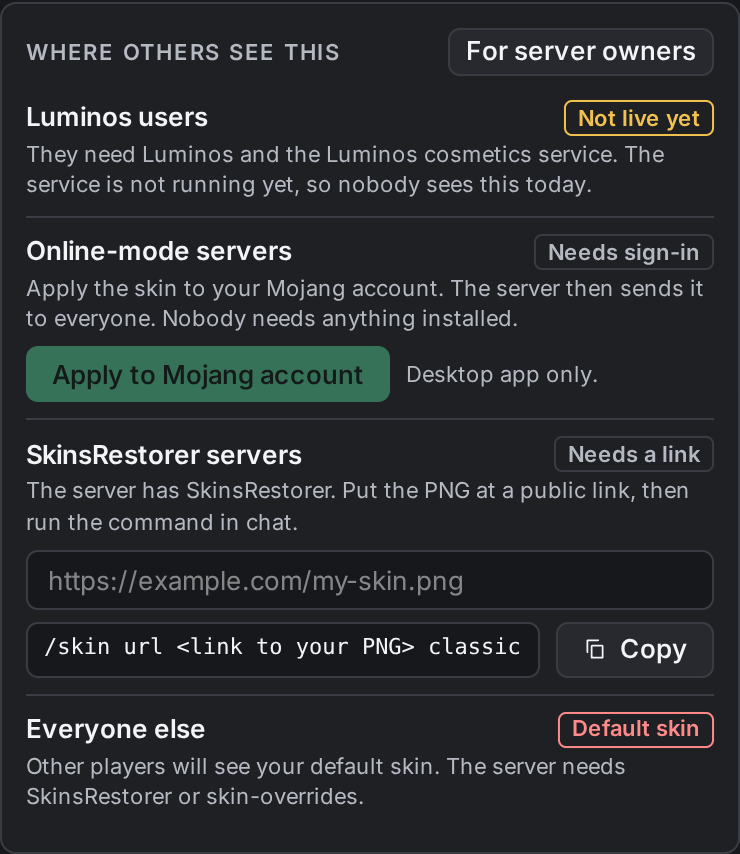 WHERE OTHERS SEE THIS
For server owners
Luminos users
Not live yet
They need Luminos and the Luminos cosmetics service. The
service is not running yet, so nobody sees this today.
Online-mode servers
Needs sign-in
Apply the skin to your Mojang account. The server then sends it
to everyone. Nobody needs anything installed.
Apply to Mojang account
Desktop app only.
SkinsRestorer servers
Needs a link
The server has SkinsRestorer. Put the PNG at a public link, then
run the command in chat.
https://example.com/my-skin.png
/skin url <link to your PNG> classic
Copy
Everyone else
Default skin
Other players will see your default skin. The server needs
SkinsRestorer or skin-overrides.